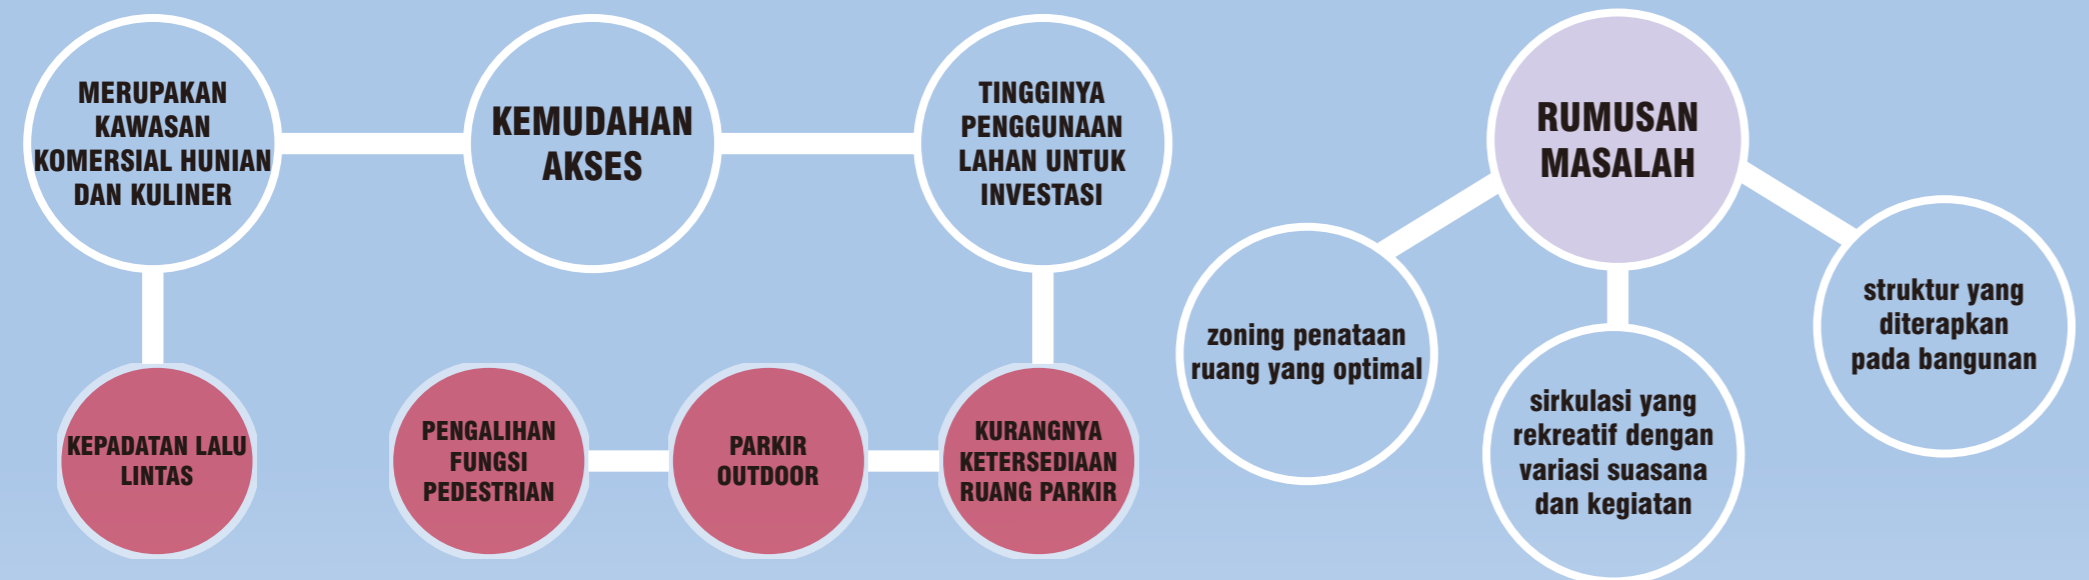 MERUPAKAN
KAWASAN
KOMERSIAL HUNIAN
DAN KULINER
KEMUDAHAN
AKSES
TINGGINYA
PENGGUNAAN
LAHAN UNTUK
INVESTASI
KEPADATAN LALU
LINTAS
PENGALIHAN
FUNGSI
PEDESTRIAN
PARKIR
OUTDOOR
KURANGNYA
KETERSEDIAAN
RUANG PARKIR
RUMUSAN
MASALAH
zoning penataan
ruang yang optimal
sirkulasi yang
rekreatif dengan
variasi suasana
dan kegiatan
struktur yang
diterapkan
pada bangunan